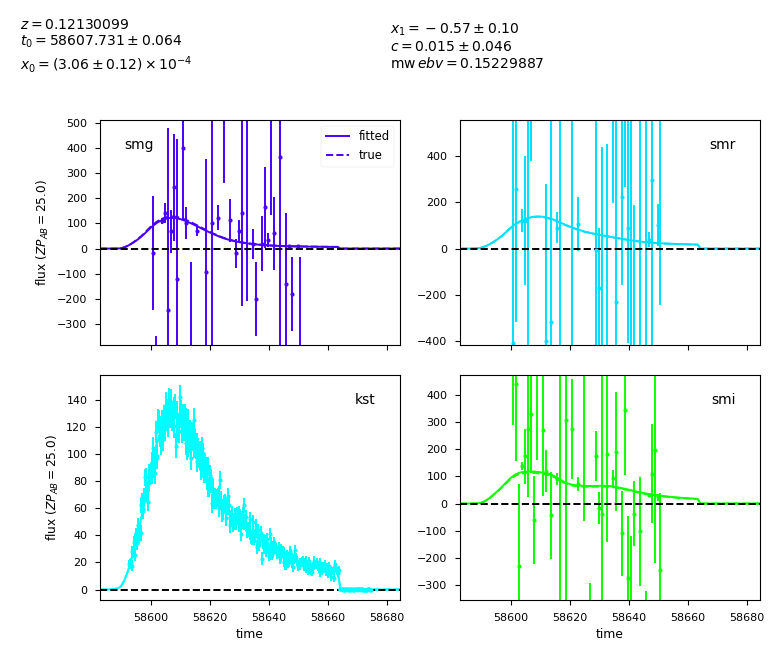 z = 0.12130099
t₀ = 58607.731 ± 0.064
x₀ = (3.06 ± 0.12) × 10⁻⁴
x₁ = −0.57 ± 0.10
c = 0.015 ± 0.046
mw ebv = 0.15229887
500
400
300
200
100
0
−100
−200
−300
flux (ZP_AB = 25.0)
smg
fitted
true
400
200
0
−200
−400
smr
140
120
100
80
60
40
20
0
flux (ZP_AB = 25.0)
kst
58600
58620
58640
58660
58680
time
400
300
200
100
0
−100
−200
−300
smi
58600
58620
58640
58660
58680
time